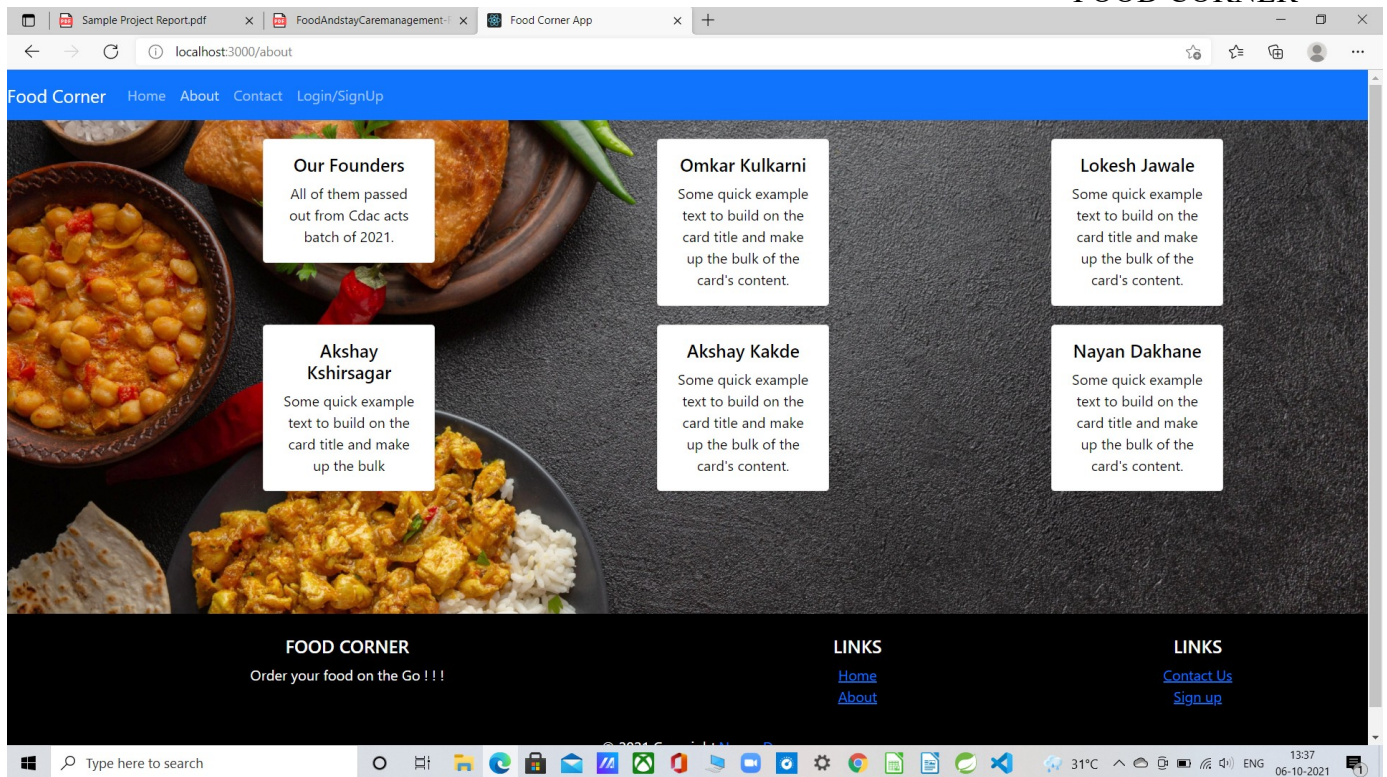 FOOD CORNER
Sample Project Report.pdf
FoodAndstayCaremanagement-
Food Corner App
localhost:3000/about
Food Corner Home About Contact Login/SignUp
Our Founders
All of them passed
out from Cdac acts
batch of 2021.
Omkar Kulkarni
Some quick example
text to build on the
card title and make
up the bulk of the
card's content.
Lokesh Jawale
Some quick example
text to build on the
card title and make
up the bulk of the
card's content.
Akshay
Kshirsagar
Some quick example
text to build on the
card title and make
up the bulk
Akshay Kakde
Some quick example
text to build on the
card title and make
up the bulk of the
card's content.
Nayan Dakhane
Some quick example
text to build on the
card title and make
up the bulk of the
card's content.
FOOD CORNER
Order your food on the Go ! ! !
LINKS
Home
About
LINKS
Contact Us
Sign up
© 2021 Copyright
Type here to search
31°C ENG
13:37
06-10-2021